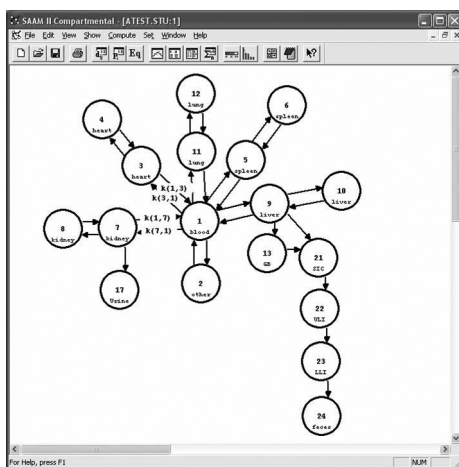 SAAM II Compartmental - [ATEST.STU:1]
File Edit View Show Compute Set Window Help
Eq
12
lung
6
spleen
4
heart
11
lung
5
spleen
3
heart
k(1,3)
k(3,1)
10
liver
9
liver
1
blood
k(1,7)
k(7,1)
8
kidney
7
kidney
13
GB
21
SIC
17
Urine
2
other
22
ULI
23
LLI
24
feces
For Help, press F1
NUM